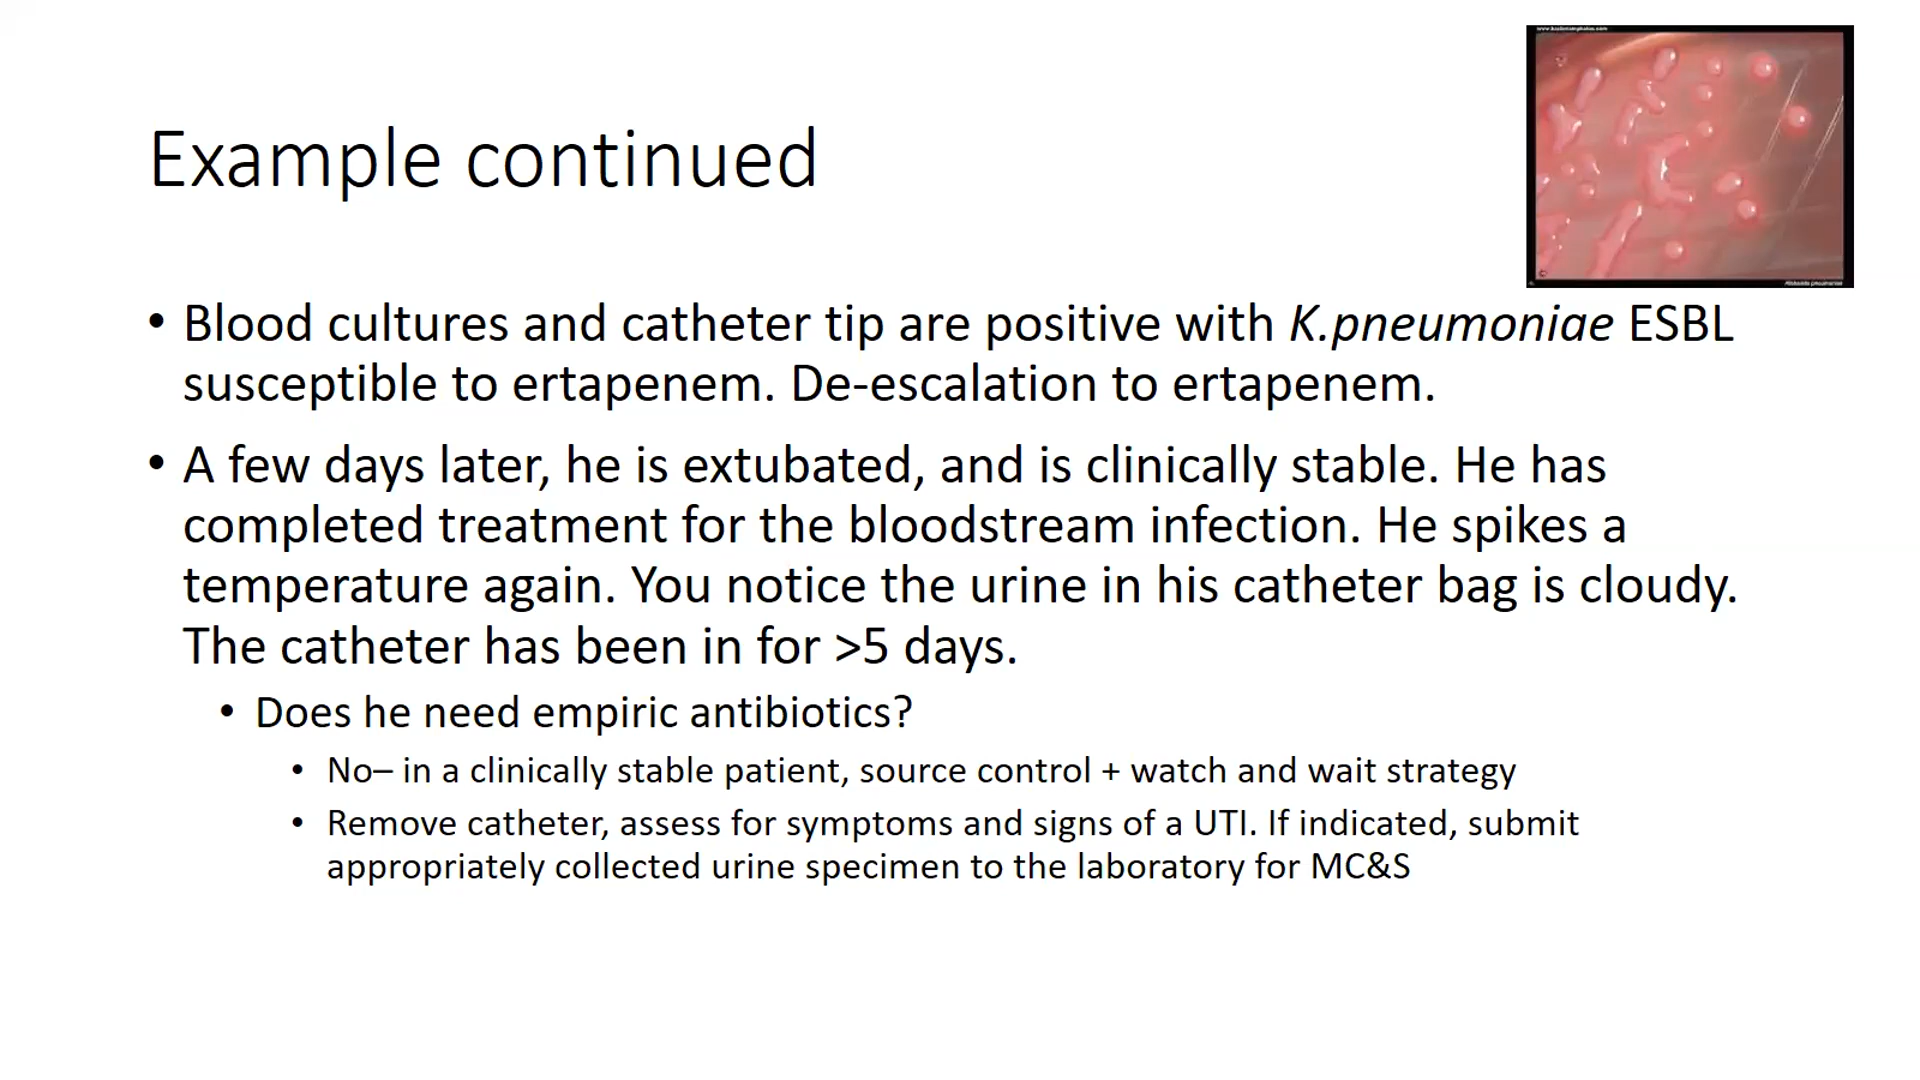 www.bacteriainphotos.com
Example continued
• Blood cultures and catheter tip are positive with K.pneumoniae ESBL
susceptible to ertapenem. De-escalation to ertapenem.
• A few days later, he is extubated, and is clinically stable. He has
completed treatment for the bloodstream infection. He spikes a
temperature again. You notice the urine in his catheter bag is cloudy.
The catheter has been in for >5 days.
• Does he need empiric antibiotics?
• No– in a clinically stable patient, source control + watch and wait strategy
• Remove catheter, assess for symptoms and signs of a UTI. If indicated, submit
appropriately collected urine specimen to the laboratory for MC&S